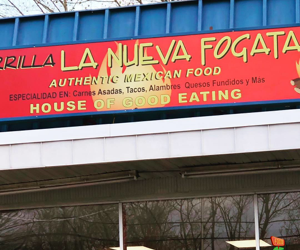 RRILLA LA NUEVA FOGATA
AUTHENTIC MEXICAN FOOD
ESPECIALIDAD EN: Carnes Asadas, Tacos, Alambres Quesos Fundidos y Más
HOUSE OF GOOD EATING